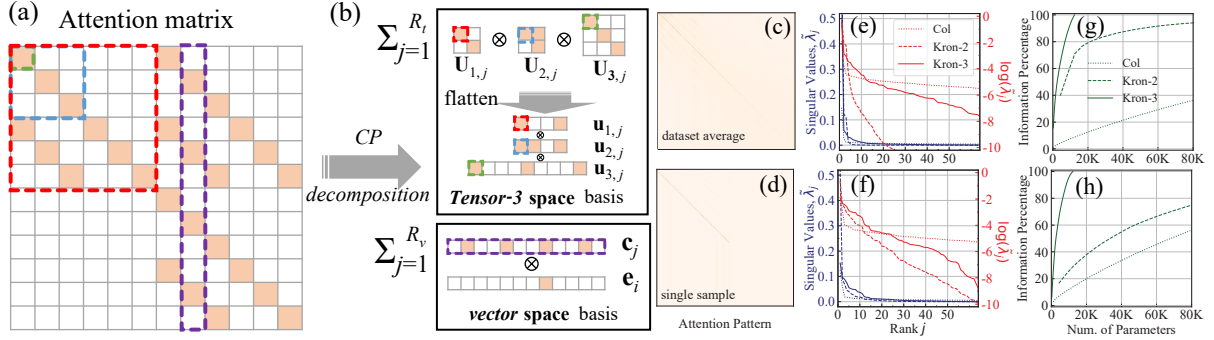 (a)
Attention matrix
CP
decomposition
(b)
∑_{j=1}^{R_t}
⊗
⊗
U_{1,j}
U_{2,j}
U_{3,j}
flatten
u_{1,j}
⊗
u_{2,j}
⊗
u_{3,j}
Tensor-3 space basis
∑_{j=1}^{R_v}
c_j
⊗
e_i
vector space basis
(c)
dataset average
(d)
single sample
Attention Pattern
(e)
Singular Values, λ̃_j
0.5
0.4
0.3
0.2
0.1
0.0
Col
Kron-2
Kron-3
0
-2
-4
-6
-8
-10
log(λ̃_j)
10 20 30 40 50
(f)
Singular Values, λ̃_j
0.5
0.4
0.3
0.2
0.1
0.0
0
-2
-4
-6
-8
-10
log(λ̃_j)
10 20 30 40 50
Rank j
(g)
Information Percentage
100
80
60
40
20
0
Col
Kron-2
Kron-3
0 20K 40K 60K 80K
(h)
Information Percentage
100
80
60
40
20
0
0 20K 40K 60K 80K
Num. of Parameters